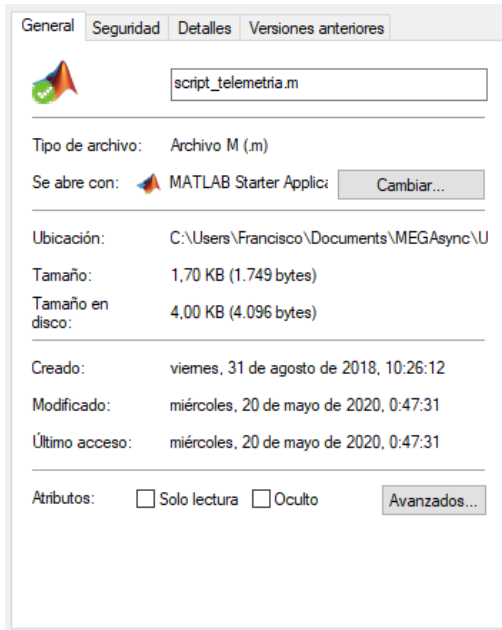 General Seguridad Detalles Versiones anteriores
script_telemetria.m
Tipo de archivo: Archivo M (.m)
Se abre con: MATLAB Starter Applica Cambiar...
Ubicación: C:\Users\Francisco\Documents\MEGAsync\U
Tamaño: 1,70 KB (1.749 bytes)
Tamaño en
disco: 4,00 KB (4.096 bytes)
Creado: viernes, 31 de agosto de 2018, 10:26:12
Modificado: miércoles, 20 de mayo de 2020, 0:47:31
Último acceso: miércoles, 20 de mayo de 2020, 0:47:31
Atributos: Solo lectura Oculto Avanzados...